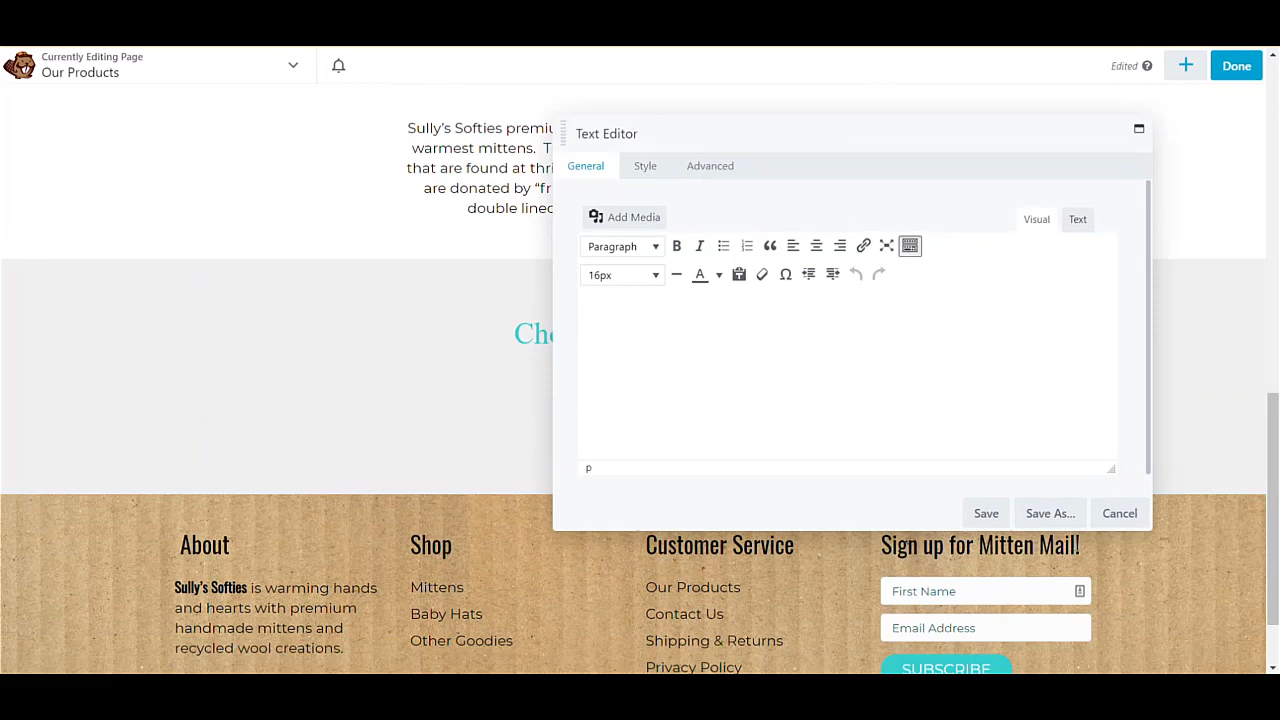 Currently Editing Page
Our Products
Edited
Done
Sully's Softies premi
warmest mittens. T
that are found at thri
are donated by “fr
double lined
Cho
Text Editor
General
Style
Advanced
Add Media
Visual
Text
Paragraph
B
I
16px
A
Ω
p
Save
Save As...
Cancel
About
Sully's Softies is warming hands
and hearts with premium
handmade mittens and
recycled wool creations.
Shop
Mittens
Baby Hats
Other Goodies
Customer Service
Our Products
Contact Us
Shipping & Returns
Privacy Policy
Sign up for Mitten Mail!
First Name
Email Address
SUBSCRIBE